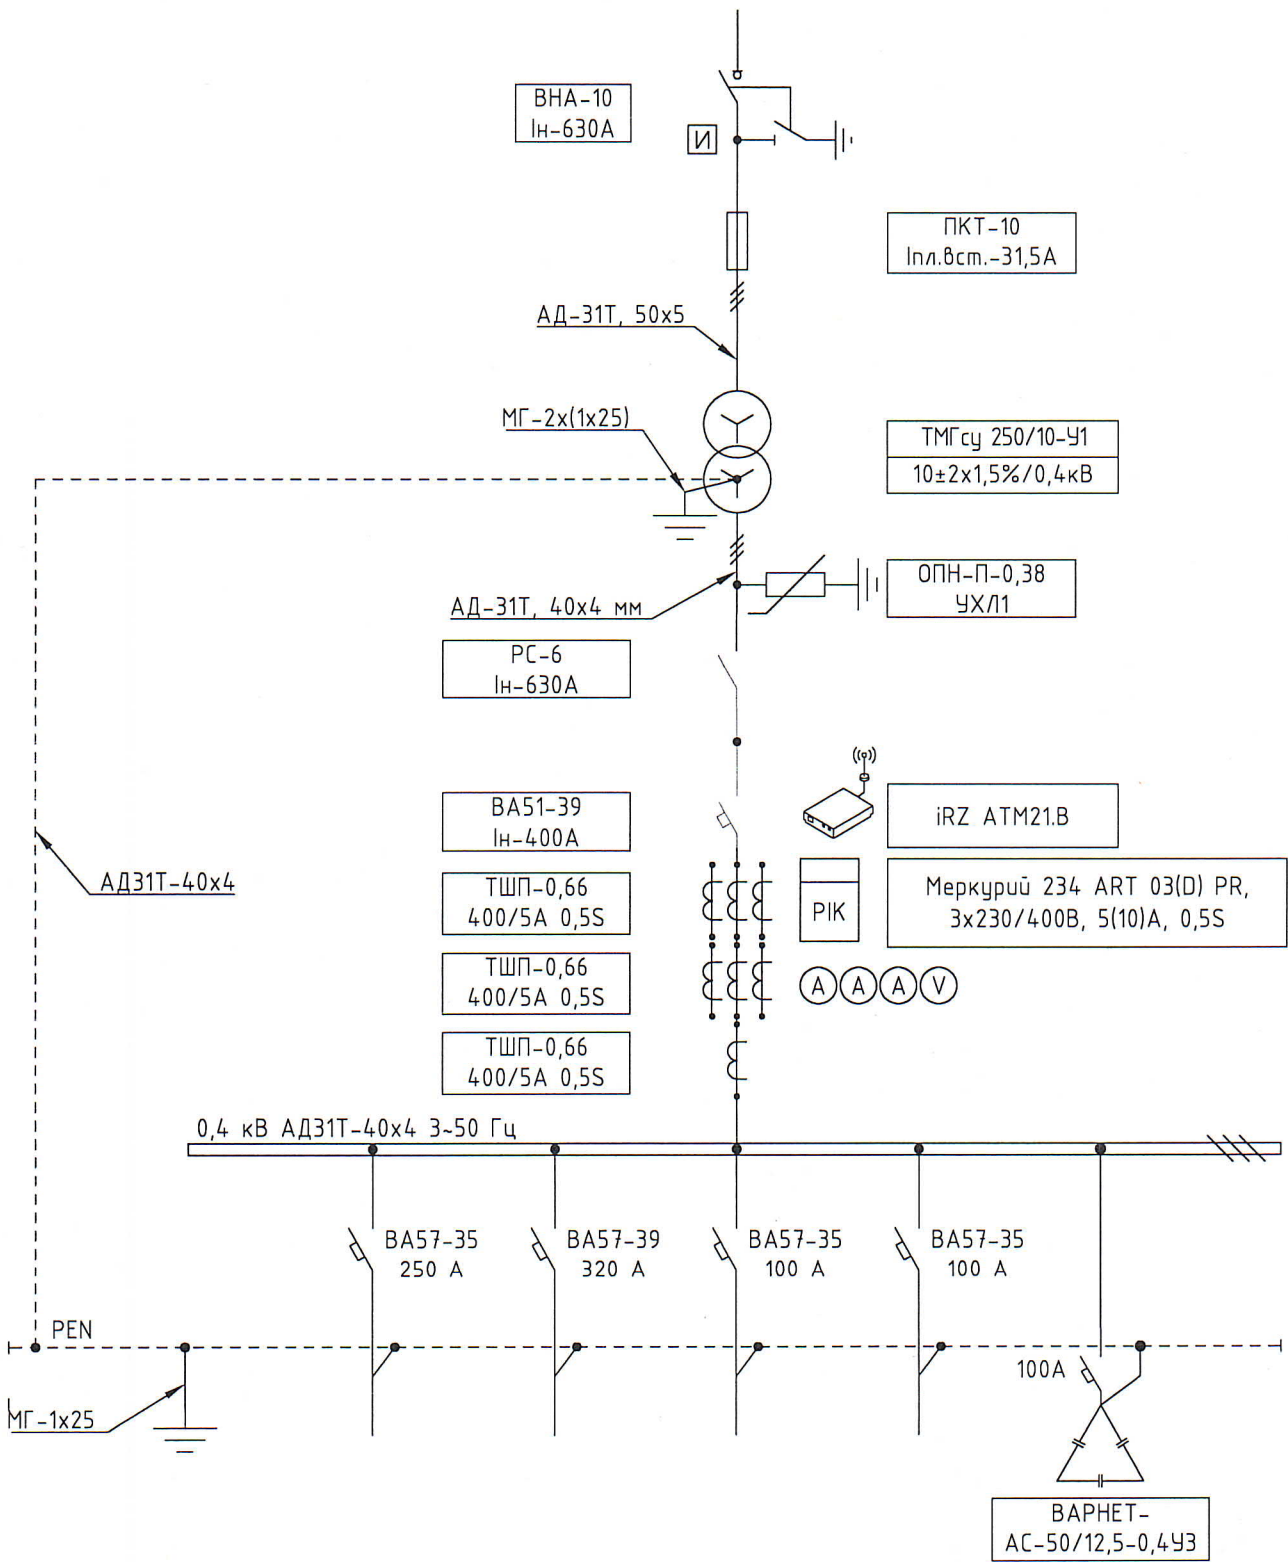 ВНА-10
Iн-630А
И
ПКТ-10
Iпл.вст.-31,5А
АД-31Т, 50х5
МГ-2х(1х25)
ТМГсу 250/10-У1
10±2х1,5%/0,4кВ
ОПН-П-0,38
УХЛ1
АД-31Т, 40х4 мм
РС-6
Iн-630А
ВА51-39
Iн-400А
iRZ ATM21.B
АД31Т-40х4
ТШП-0,66
400/5А 0,5S
PIK
Меркурий 234 ART 03(D) PR,
3х230/400В, 5(10)А, 0,5S
ТШП-0,66
400/5А 0,5S
A A A V
ТШП-0,66
400/5А 0,5S
0,4 кВ АД31Т-40х4 3~50 Гц
ВА57-35
250 А
ВА57-39
320 А
ВА57-35
100 А
ВА57-35
100 А
PEN
100А
МГ-1х25
ВАРНЕТ-
АС-50/12,5-0,4У3